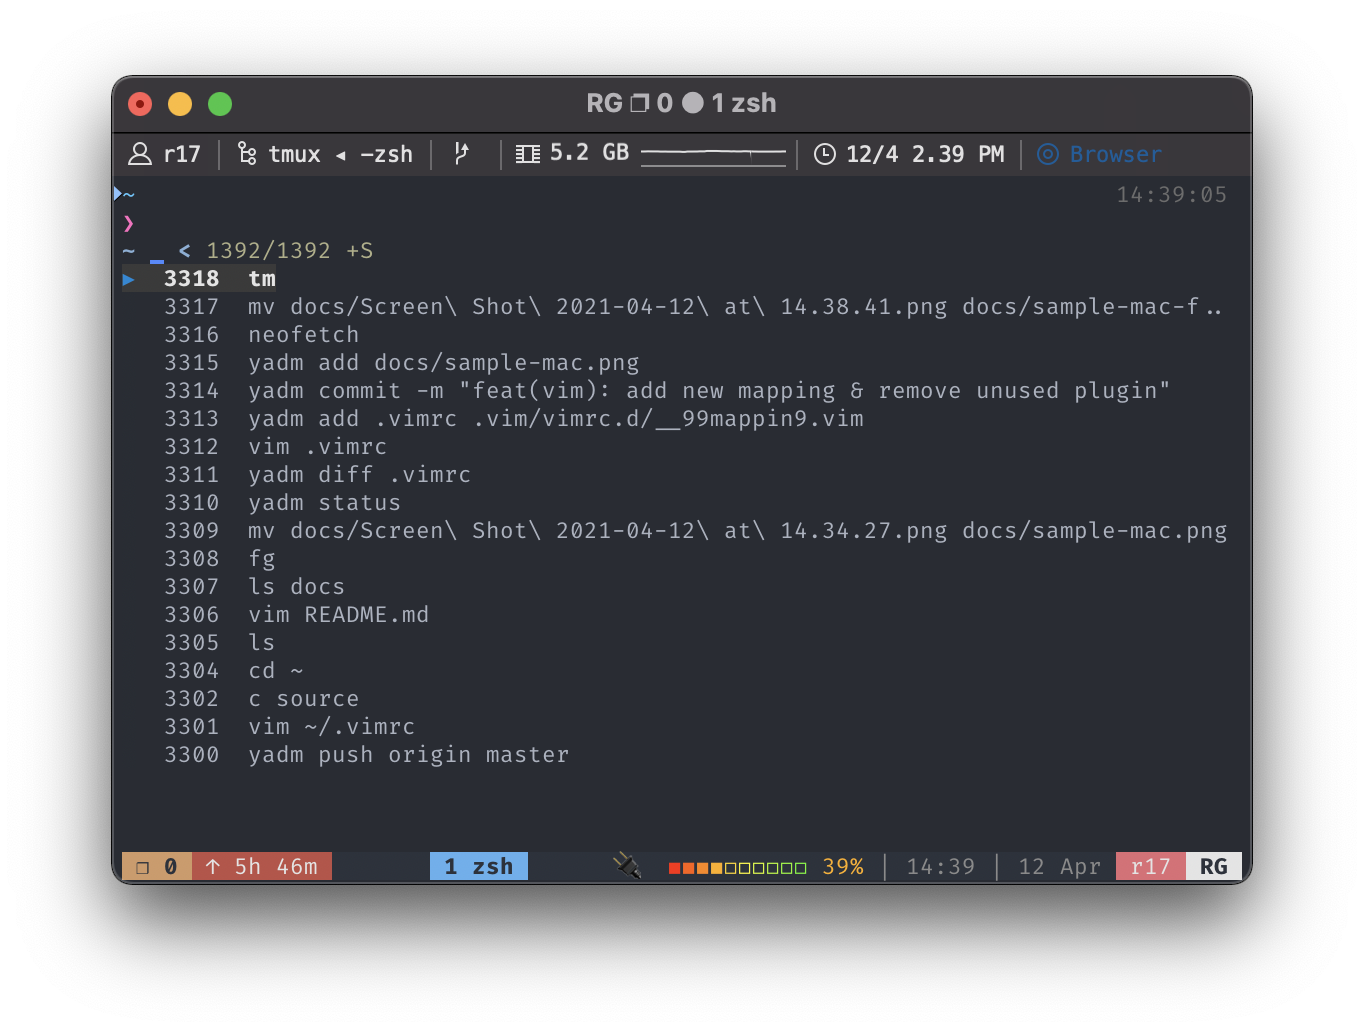 RG ❐ 0 ● 1 zsh
r17 tmux ◂ -zsh 5.2 GB 12/4 2.39 PM Browser
~ 14:39:05
❯
~ _ < 1392/1392 +S
▶ 3318 tm
3317 mv docs/Screen\ Shot\ 2021-04-12\ at\ 14.38.41.png docs/sample-mac-f..
3316 neofetch
3315 yadm add docs/sample-mac.png
3314 yadm commit -m "feat(vim): add new mapping & remove unused plugin"
3313 yadm add .vimrc .vim/vimrc.d/__99mappin9.vim
3312 vim .vimrc
3311 yadm diff .vimrc
3310 yadm status
3309 mv docs/Screen\ Shot\ 2021-04-12\ at\ 14.34.27.png docs/sample-mac.png
3308 fg
3307 ls docs
3306 vim README.md
3305 ls
3304 cd ~
3302 c source
3301 vim ~/.vimrc
3300 yadm push origin master
❐ 0 ↑ 5h 46m 1 zsh 39% | 14:39 | 12 Apr r17 RG